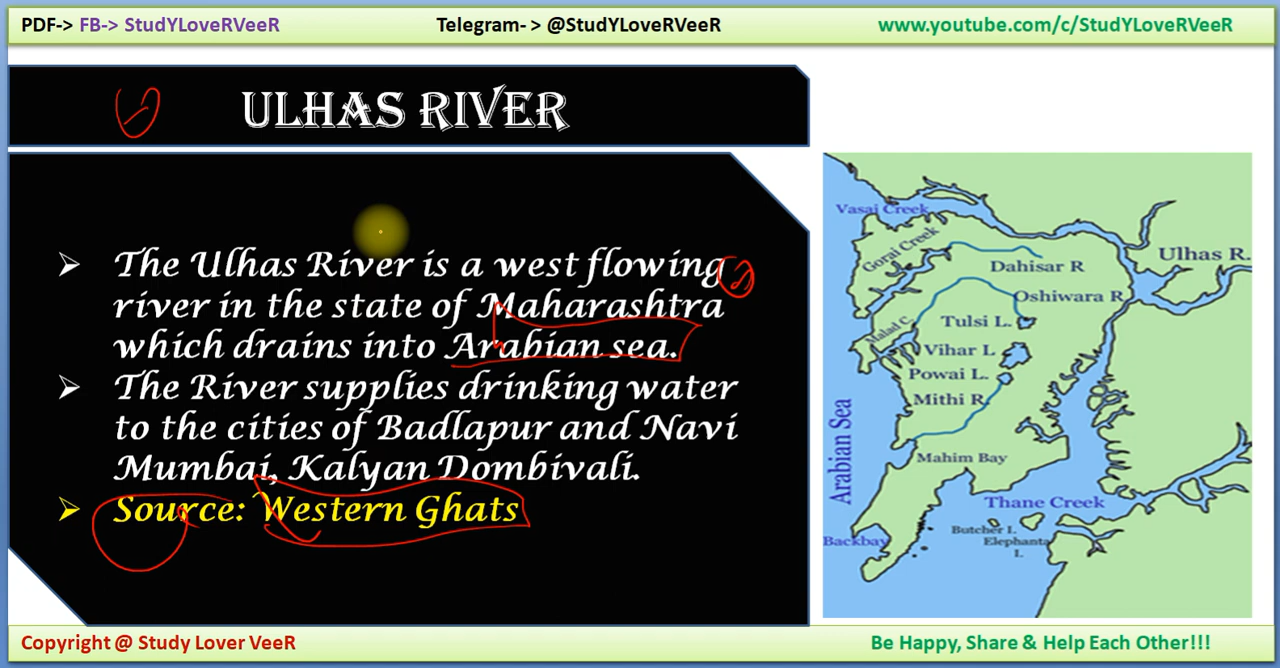 PDF-> FB-> StudYLoveRVeeR
Telegram- > @StudYLoveRVeeR
www.youtube.com/c/StudYLoveRVeeR
ULHAS RIVER
➢ The Ulhas River is a west flowing
river in the state of Maharashtra
which drains into Arabian sea.
➢ The River supplies drinking water
to the cities of Badlapur and Navi
Mumbai, Kalyan Dombivali.
➢ Source: Western Ghats
Vasai Creek
Gorai Creek
Ulhas R.
Dahisar R
Oshiwara R
Tulsi L.
Malad C.
Vihar L
Powai L.
Mithi R.
Arabian Sea
Mahim Bay
Thane Creek
Butcher I.
Backbay
Elephanta
I.
Copyright @ Study Lover VeeR
Be Happy, Share & Help Each Other!!!